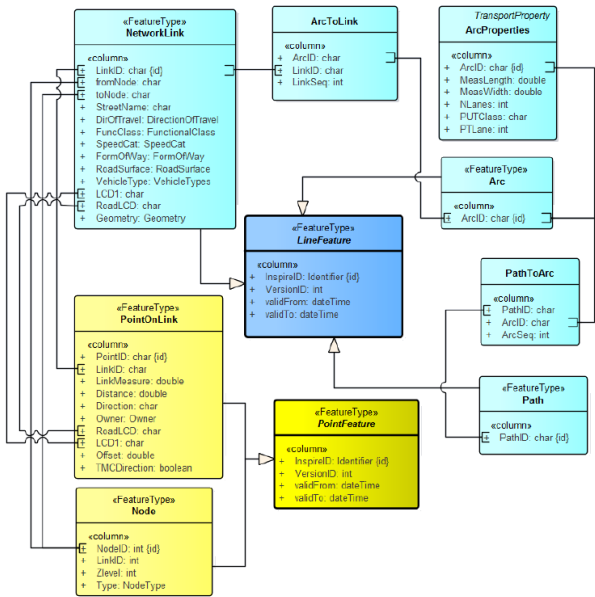 «FeatureType»
NetworkLink
«column»
+ LinkID: char {id}
+ fromNode: char
+ toNode: char
+ StreetName: char
+ DirOfTravel: DirectionOfTravel
+ FuncClass: FunctionalClass
+ SpeedCat: SpeedCat
+ FormOfWay: FormOfWay
+ RoadSurface: RoadSurface
+ VehicleType: VehicleTypes
+ LCD1: char
+ RoadLCD: char
+ Geometry: Geometry
ArcToLink
«column»
+ ArcID: char
+ LinkID: char
+ LinkSeq: int
TransportProperty
ArcProperties
«column»
+ ArcID: char {id}
+ MeasLength: double
+ MeasWidth: double
+ NLanes: int
+ PUTClass: char
+ PTLane: int
«FeatureType»
Arc
«column»
+ ArcID: char {id}
«FeatureType»
LineFeature
«column»
+ InspireID: Identifier {id}
+ VersionID: int
+ validFrom: dateTime
+ validTo: dateTime
PathToArc
«column»
+ PathID: char
+ ArcID: char
+ ArcSeq: int
«FeatureType»
PointOnLink
«column»
+ PointID: char {id}
+ LinkID: char
+ LinkMeasure: double
+ Distance: double
+ Direction: char
+ Owner: Owner
+ RoadLCD: char
+ LCD1: char
+ Offset: double
+ TMCDirection: boolean
«FeatureType»
Path
«column»
+ PathID: char {id}
«FeatureType»
PointFeature
«column»
+ InspireID: Identifier {id}
+ VersionID: int
+ validFrom: dateTime
+ validTo: dateTime
«FeatureType»
Node
«column»
+ NodeID: int {id}
+ LinkID: int
+ Zlevel: int
+ Type: NodeType